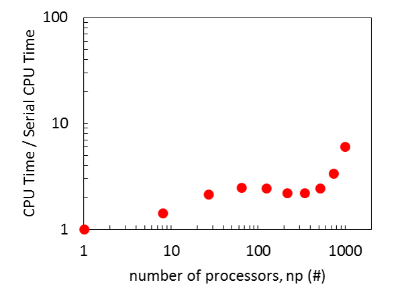 100
10
1
CPU Time / Serial CPU Time
1 10 100 1000
number of processors, np (#)